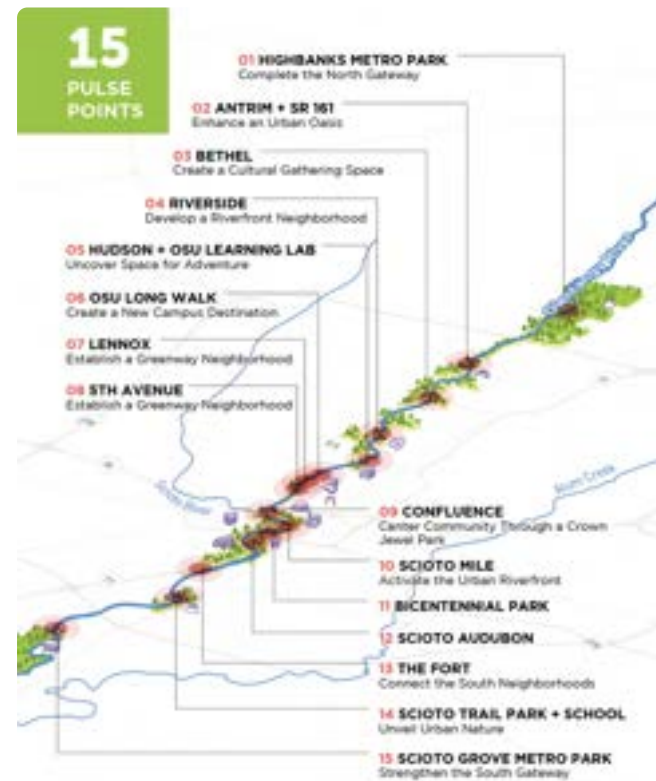 15
PULSE
POINTS
01 HIGHBANKS METRO PARK
Complete the North Gateway
02 ANTRIM + SR 161
Enhance an Urban Oasis
03 BETHEL
Create a Cultural Gathering Space
04 RIVERSIDE
Develop a Riverfront Neighborhood
05 HUDSON + OSU LEARNING LAB
Uncover Space for Adventure
06 OSU LONG WALK
Create a New Campus Destination
07 LENNOX
Establish a Greenway Neighborhood
08 5TH AVENUE
Establish a Greenway Neighborhood
Scioto River
Alum Creek
09 CONFLUENCE
Center Community Through a Crown
Jewel Park
10 SCIOTO MILE
Activate the Urban Riverfront
11 BICENTENNIAL PARK
12 SCIOTO AUDUBON
13 THE FORT
Connect the South Neighborhoods
14 SCIOTO TRAIL PARK + SCHOOL
Unveil Urban Nature
15 SCIOTO GROVE METRO PARK
Strengthen the South Gateway